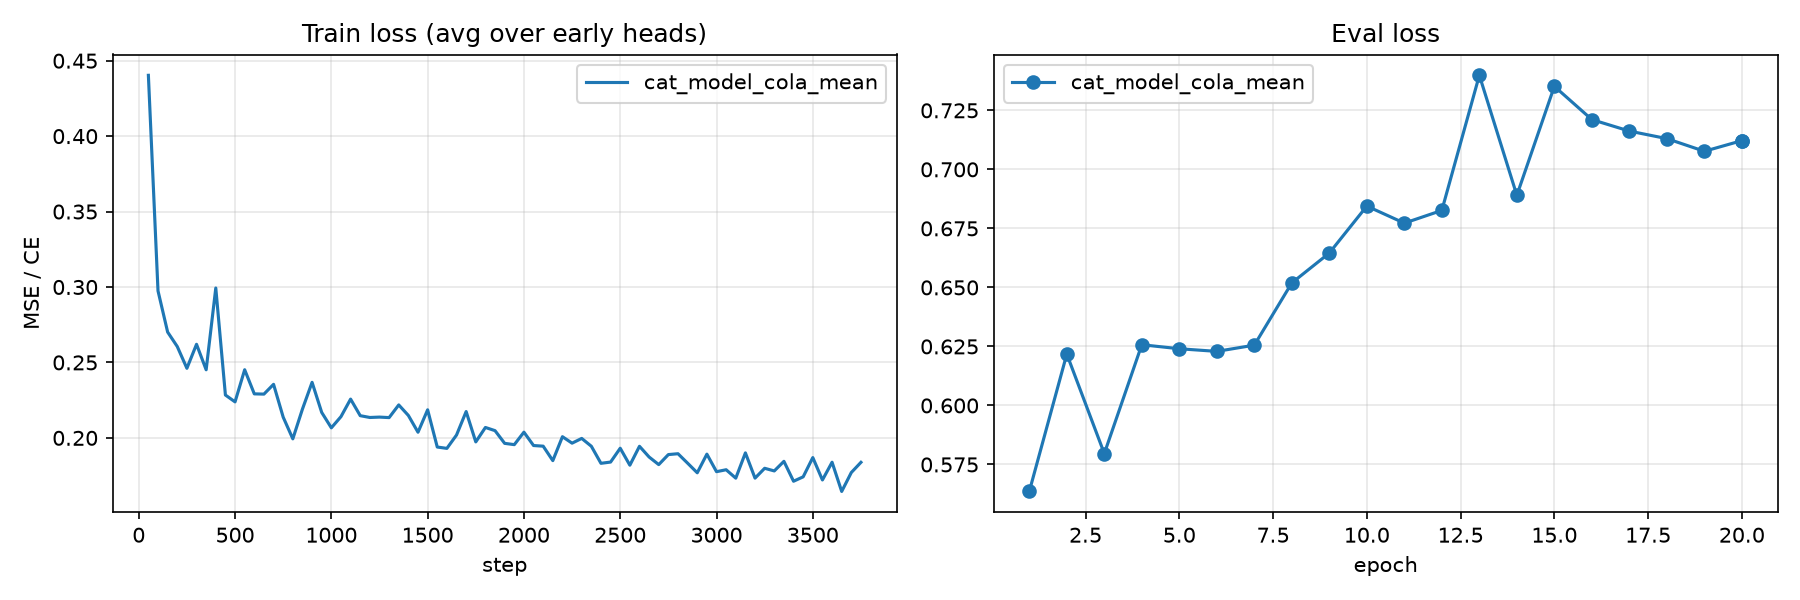 Train loss (avg over early heads)
cat_model_cola_mean
MSE / CE
0.45
0.40
0.35
0.30
0.25
0.20
0 500 1000 1500 2000 2500 3000 3500
step
Eval loss
cat_model_cola_mean
0.725
0.700
0.675
0.650
0.625
0.600
0.575
2.5 5.0 7.5 10.0 12.5 15.0 17.5 20.0
epoch